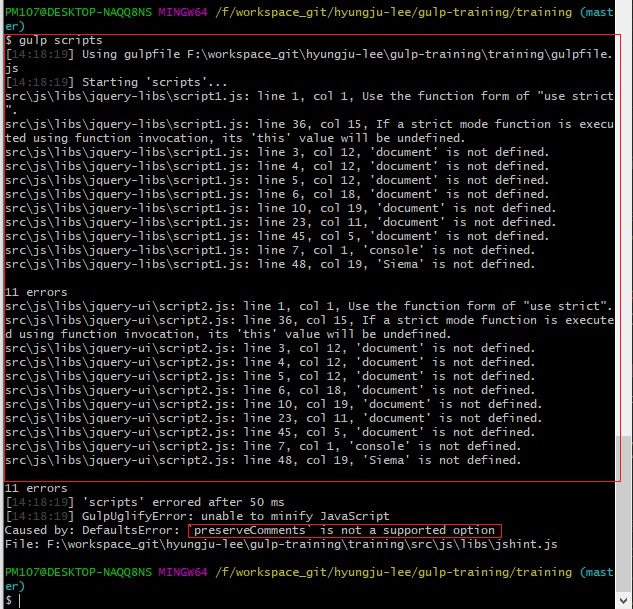 PM107@DESKTOP-NAQQ8NS MINGW64 /f/workspace_git/hyungju-lee/gulp-training/training (mast
er)
$ gulp scripts
[14:18:19] Using gulpfile F:\workspace_git\hyungju-lee\gulp-training\training\gulpfile.
js
[14:18:19] Starting 'scripts'...
src\js\libs\jquery-libs\script1.js: line 1, col 1, Use the function form of "use strict
".
src\js\libs\jquery-libs\script1.js: line 36, col 15, If a strict mode function is execu
ted using function invocation, its 'this' value will be undefined.
src\js\libs\jquery-libs\script1.js: line 3, col 12, 'document' is not defined.
src\js\libs\jquery-libs\script1.js: line 4, col 12, 'document' is not defined.
src\js\libs\jquery-libs\script1.js: line 5, col 12, 'document' is not defined.
src\js\libs\jquery-libs\script1.js: line 6, col 18, 'document' is not defined.
src\js\libs\jquery-libs\script1.js: line 10, col 19, 'document' is not defined.
src\js\libs\jquery-libs\script1.js: line 23, col 11, 'document' is not defined.
src\js\libs\jquery-libs\script1.js: line 45, col 5, 'document' is not defined.
src\js\libs\jquery-libs\script1.js: line 7, col 1, 'console' is not defined.
src\js\libs\jquery-libs\script1.js: line 48, col 19, 'Siema' is not defined.
11 errors
src\js\libs\jquery-ui\script2.js: line 1, col 1, Use the function form of "use strict".
src\js\libs\jquery-ui\script2.js: line 36, col 15, If a strict mode function is execute
d using function invocation, its 'this' value will be undefined.
src\js\libs\jquery-ui\script2.js: line 3, col 12, 'document' is not defined.
src\js\libs\jquery-ui\script2.js: line 4, col 12, 'document' is not defined.
src\js\libs\jquery-ui\script2.js: line 5, col 12, 'document' is not defined.
src\js\libs\jquery-ui\script2.js: line 6, col 18, 'document' is not defined.
src\js\libs\jquery-ui\script2.js: line 10, col 19, 'document' is not defined.
src\js\libs\jquery-ui\script2.js: line 23, col 11, 'document' is not defined.
src\js\libs\jquery-ui\script2.js: line 45, col 5, 'document' is not defined.
src\js\libs\jquery-ui\script2.js: line 7, col 1, 'console' is not defined.
src\js\libs\jquery-ui\script2.js: line 48, col 19, 'Siema' is not defined.
11 errors
[14:18:19] 'scripts' errored after 50 ms
[14:18:19] GulpUglifyError: unable to minify JavaScript
Caused by: DefaultsError: `preserveComments` is not a supported option
File: F:\workspace_git\hyungju-lee\gulp-training\training\src\js\libs\jshint.js
PM107@DESKTOP-NAQQ8NS MINGW64 /f/workspace_git/hyungju-lee/gulp-training/training (mast
er)
$